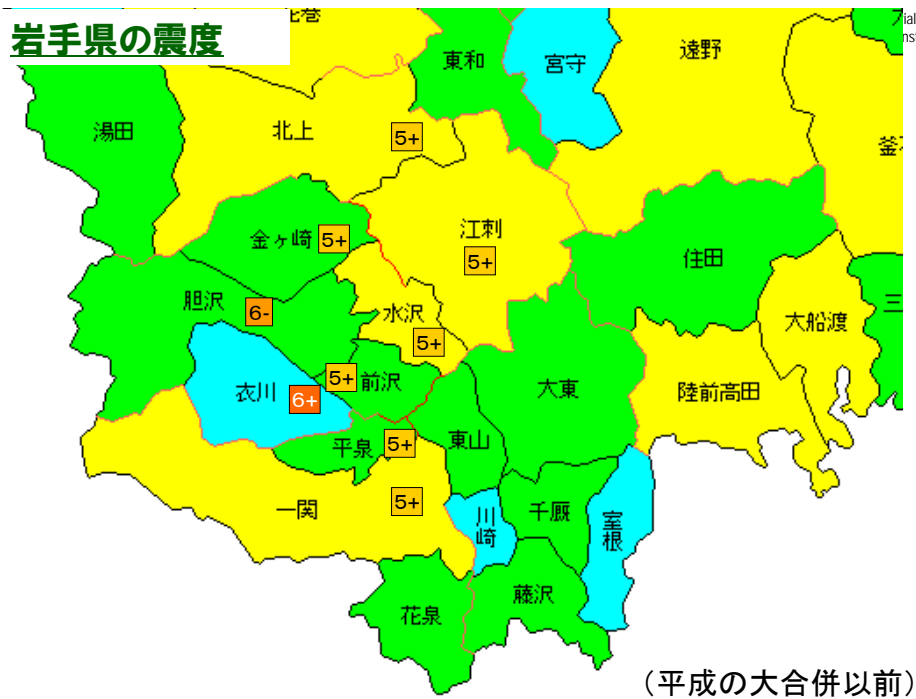 岩手県の震度
花巻
東和
宮守
遠野
湯田
北上
5+
金ヶ崎
5+
江刺
5+
住田
胆沢
6-
水沢
5+
大船渡
三
衣川
6+
5+
前沢
大東
陸前高田
平泉
5+
東山
一関
5+
川崎
千厩
室根
花泉
藤沢
(平成の大合併以前)